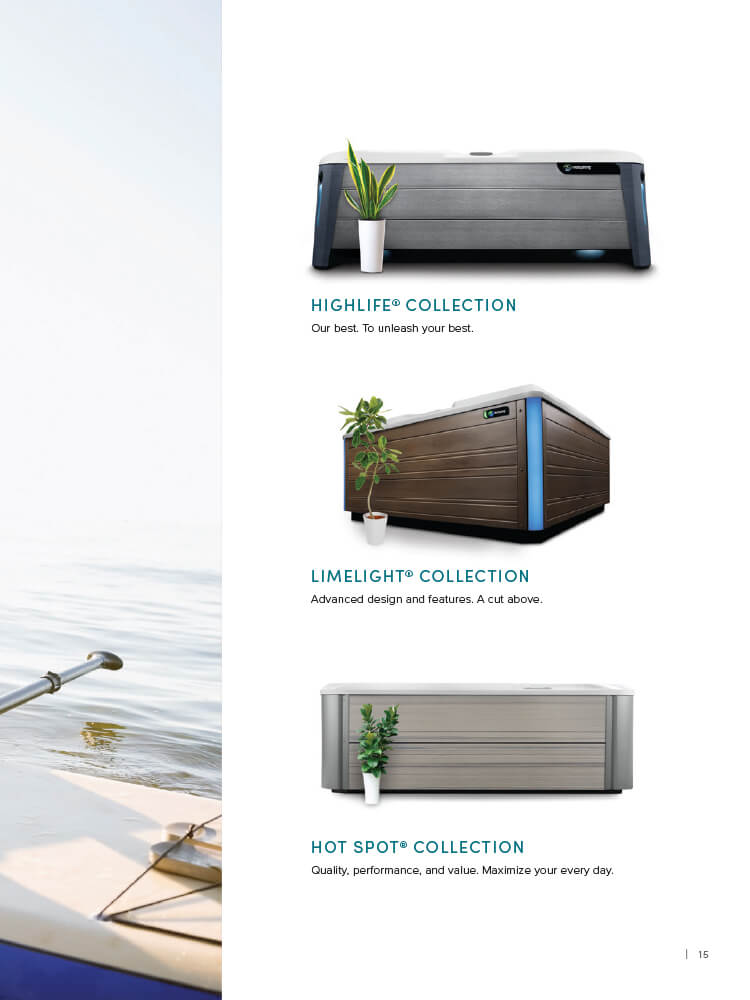 HIGHLIFE® COLLECTION
Our best. To unleash your best.
LIMELIGHT® COLLECTION
Advanced design and features. A cut above.
HOT SPOT® COLLECTION
Quality, performance, and value. Maximize your every day.
| 15